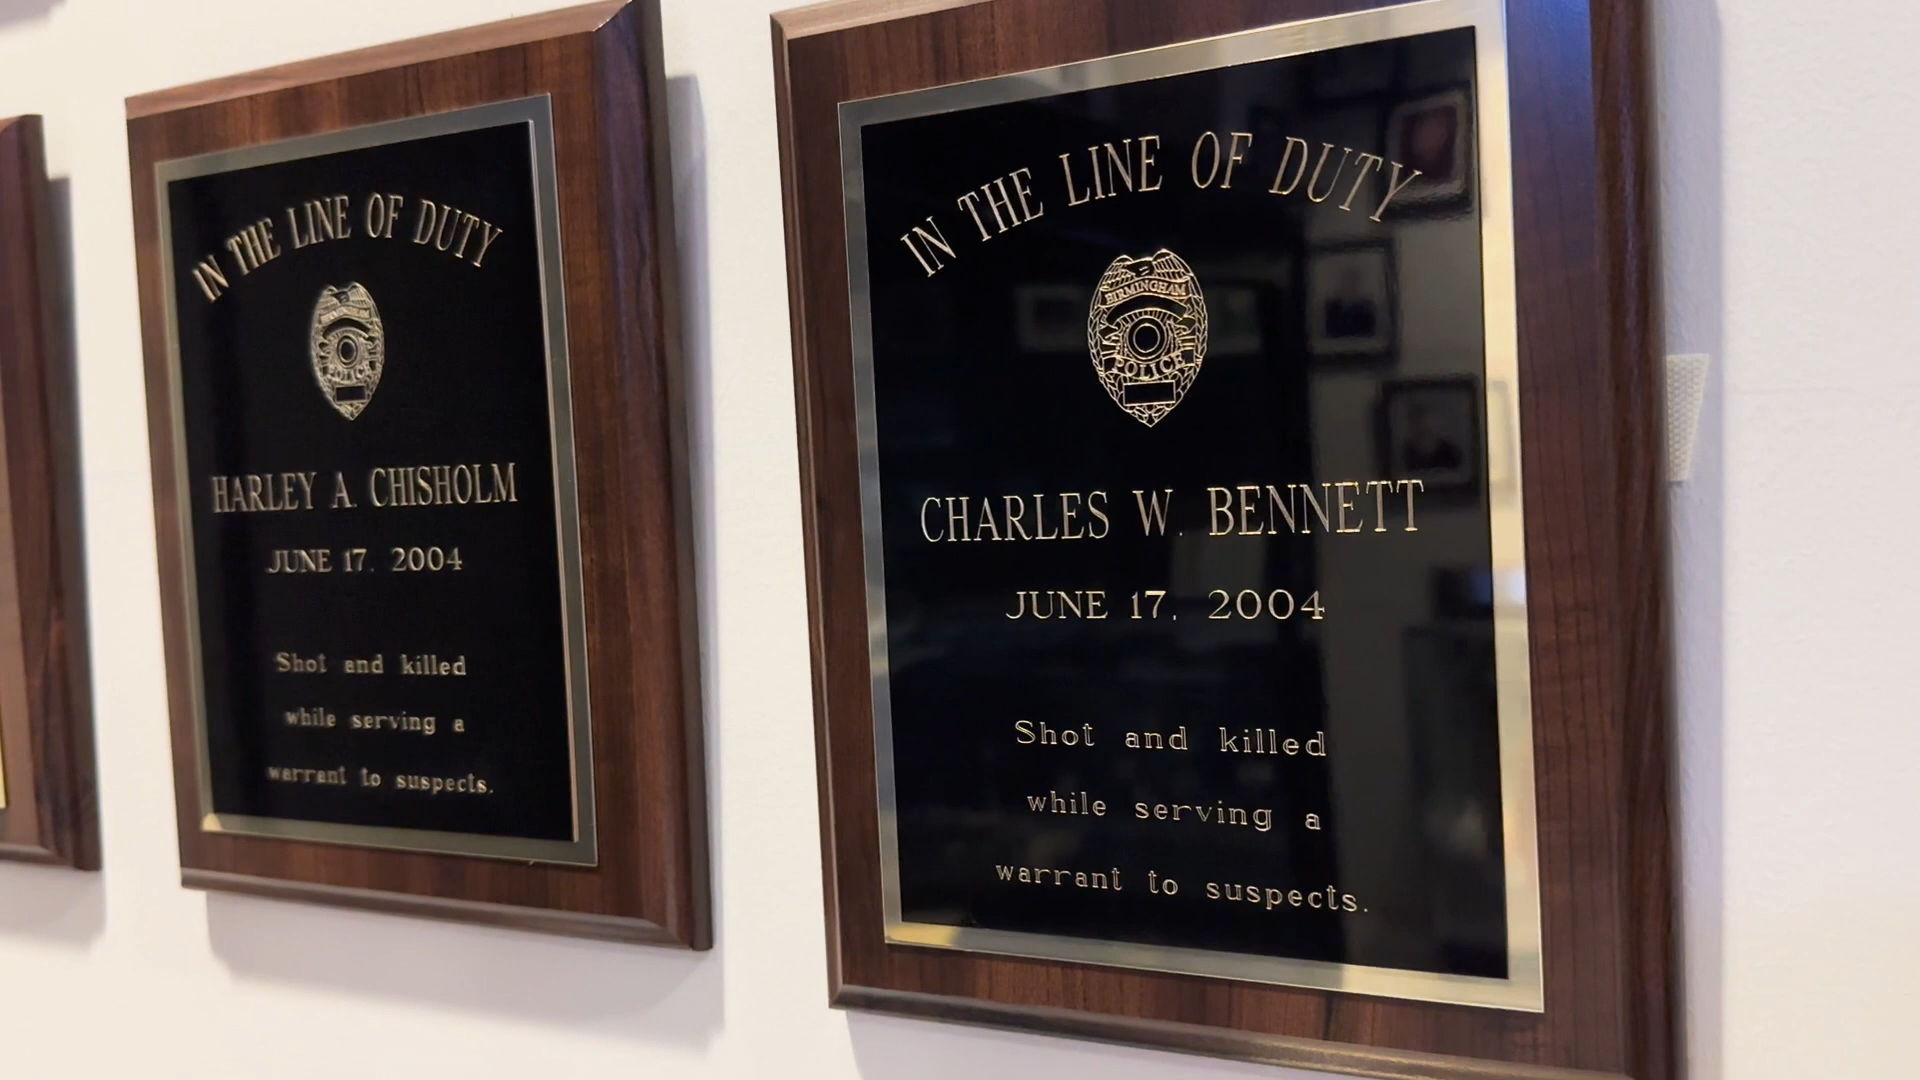 IN THE LINE OF DUTY
BIRMINGHAM
POLICE
HARLEY A. CHISHOLM
JUNE 17, 2004
Shot and killed
while serving a
warrant to suspects.
IN THE LINE OF DUTY
BIRMINGHAM
POLICE
CHARLES W. BENNETT
JUNE 17, 2004
Shot and killed
while serving a
warrant to suspects.